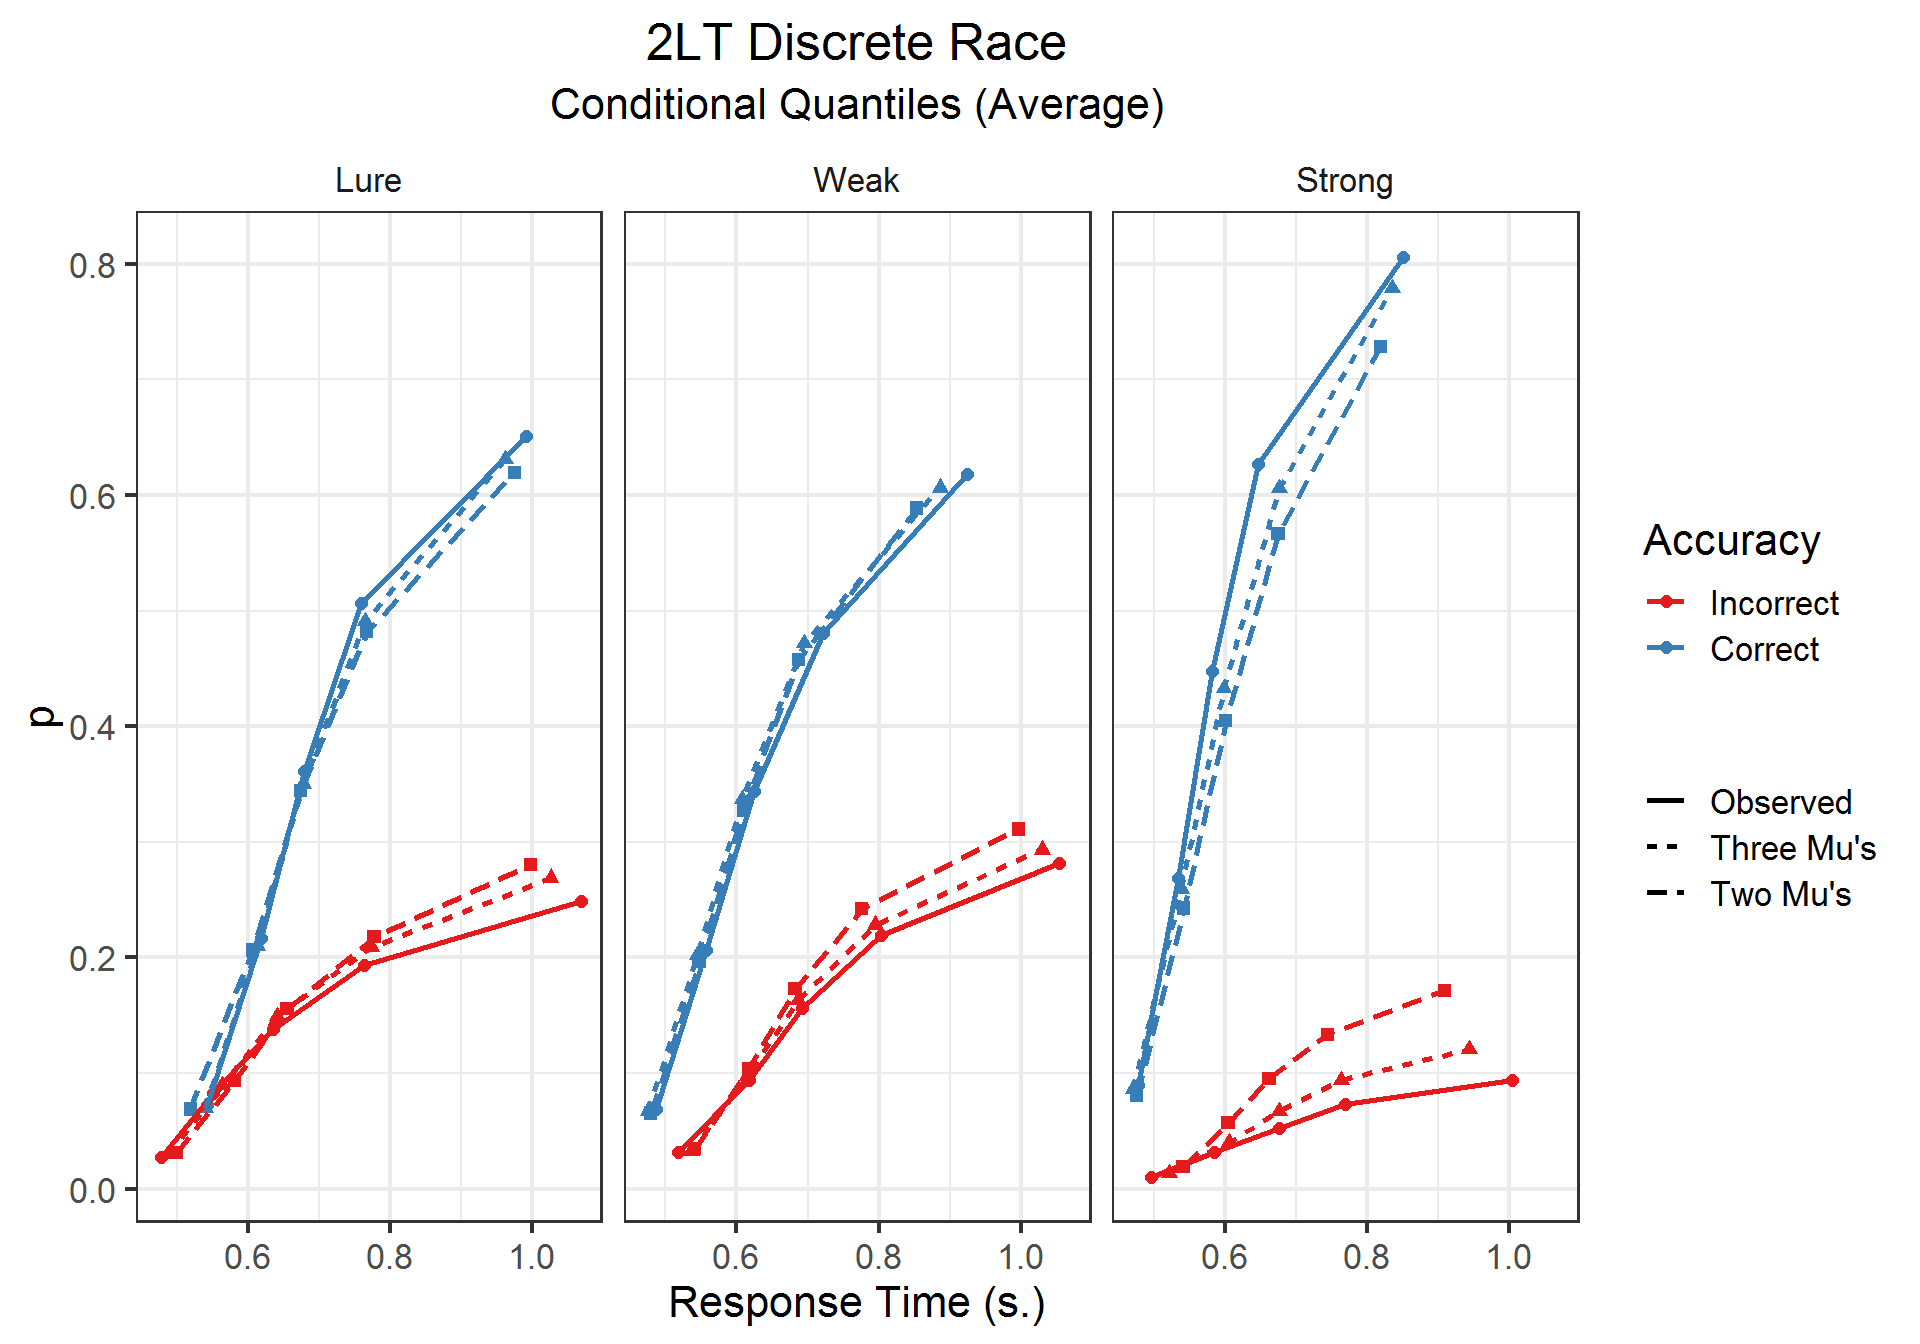 2LT Discrete Race
Conditional Quantiles (Average)
Lure Weak Strong
0.8
0.6
0.4
0.2
0.0
p
0.6 0.8 1.0 0.6 0.8 1.0 0.6 0.8 1.0
Response Time (s.)
Accuracy
Incorrect
Correct
Observed
Three Mu's
Two Mu's